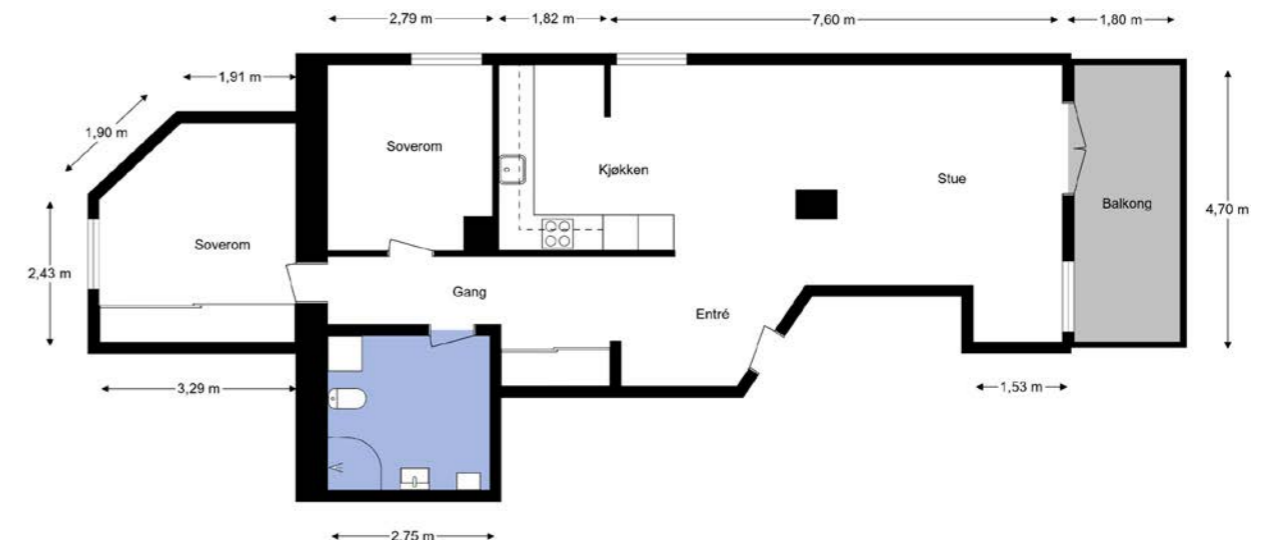 2,79 m
1,82 m
7,60 m
1,80 m
1,91 m
1,90 m
Soverom
Kjøkken
Stue
Balkong
4,70 m
Soverom
2,43 m
Gang
Entré
3,29 m
1,53 m
2,75 m